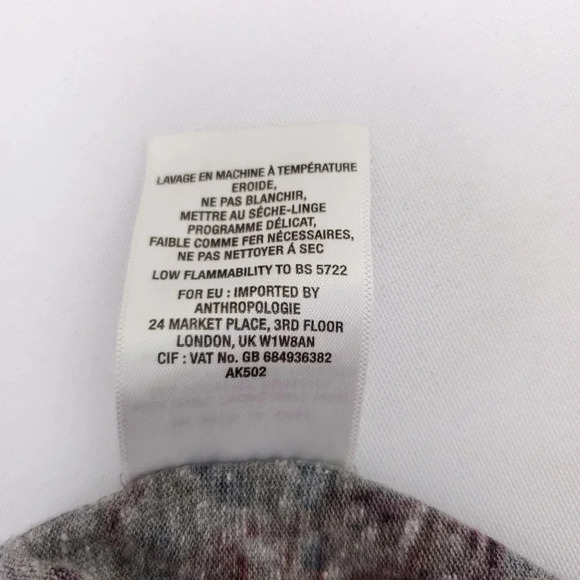 LAVAGE EN MACHINE À TEMPÉRATURE
EROIDE,
NE PAS BLANCHIR,
METTRE AU SÉCHE-LINGE
PROGRAMME DÉLICAT,
FAIBLE COMME FER NÉCESSAIRES,
NE PAS NETTOYER Á SEC
LOW FLAMMABILITY TO BS 5722
FOR EU : IMPORTED BY
ANTHROPOLOGIE
24 MARKET PLACE, 3RD FLOOR
LONDON, UK W1W8AN
CIF : VAT No. GB 684936382
AK502